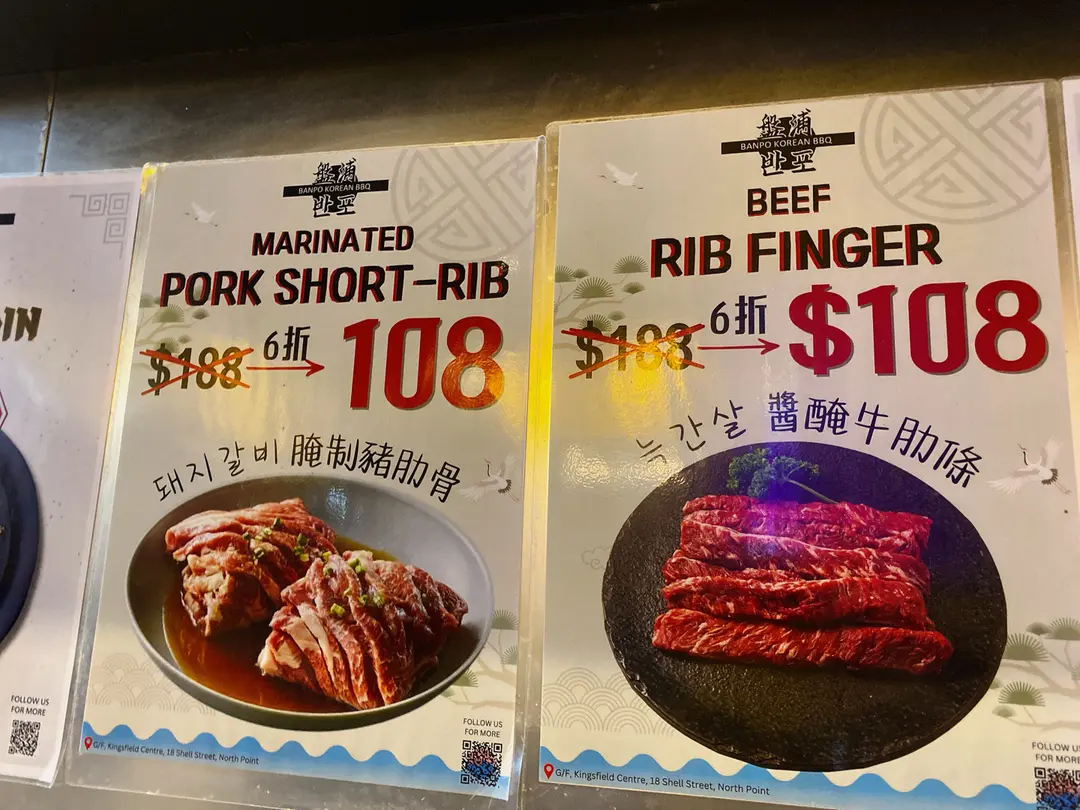 IN
FOLLOW US
FOR MORE
盤浦
BANPO KOREAN BBQ
반포
MARINATED
PORK SHORT-RIB
$188 6折 108
돼지갈비 腌制豬肋骨
FOLLOW US
FOR MORE
G/F, Kingsfield Centre, 18 Shell Street, North Point
盤浦
BANPO KOREAN BBQ
반포
BEEF
RIB FINGER
$188 6折 $108
늑간살 醬醃牛肋條
FOLLOW US
FOR MORE
G/F, Kingsfield Centre, 18 Shell Street, North Point